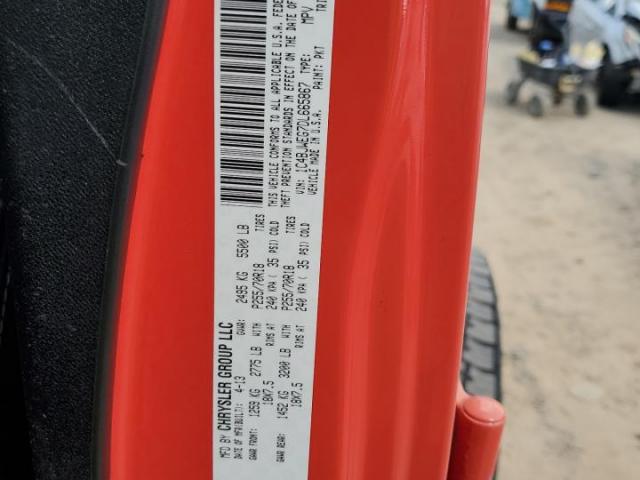 MFD BY CHRYSLER GROUP LLC
DATE OF MFR(BUILT): 4-13 GVWR: 2495 KG 5500 LB
GAWR FRONT: 1259 KG 2775 LB WITH P255/70R18 TIRES
18X7.5 RIMS AT 240 KPA ( 35 PSI) COLD
GAWR REAR: 1452 KG 3200 LB WITH P255/70R18 TIRES
18X7.5 RIMS AT 240 KPA ( 35 PSI) COLD
THIS VEHICLE CONFORMS TO ALL APPLICABLE U.S.A. FEDE
THEFT PREVENTION STANDARDS IN EFFECT ON THE DATE OF
VIN: 1C4BJWEG7DL665867 TYPE: MPV
VEHICLE MADE IN U.S.A. PAINT: PKT TRI